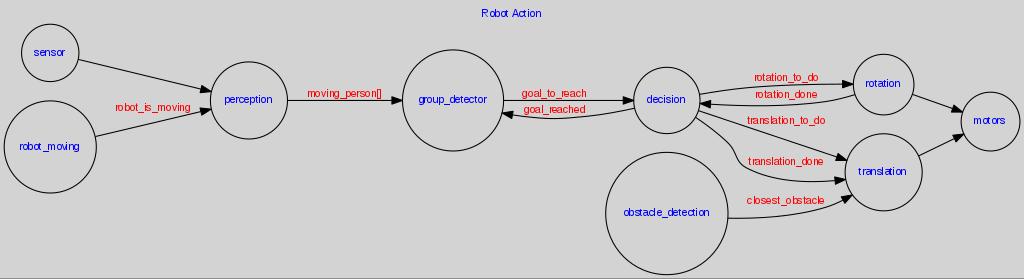 Robot Action
sensor
robot_is_moving
robot_moving
perception
moving_person[]
group_detector
goal_to_reach
goal_reached
decision
rotation_to_do
rotation_done
rotation
translation_to_do
translation_done
translation
motors
obstacle_detection
closest_obstacle